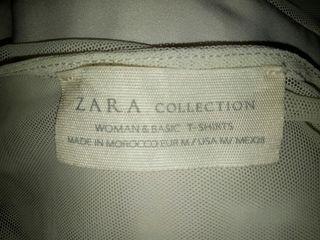 ZARA COLLECTION
WOMAN & BASIC T-SHIRTS
MADE IN MOROCCO EUR M / USA M / MEX28